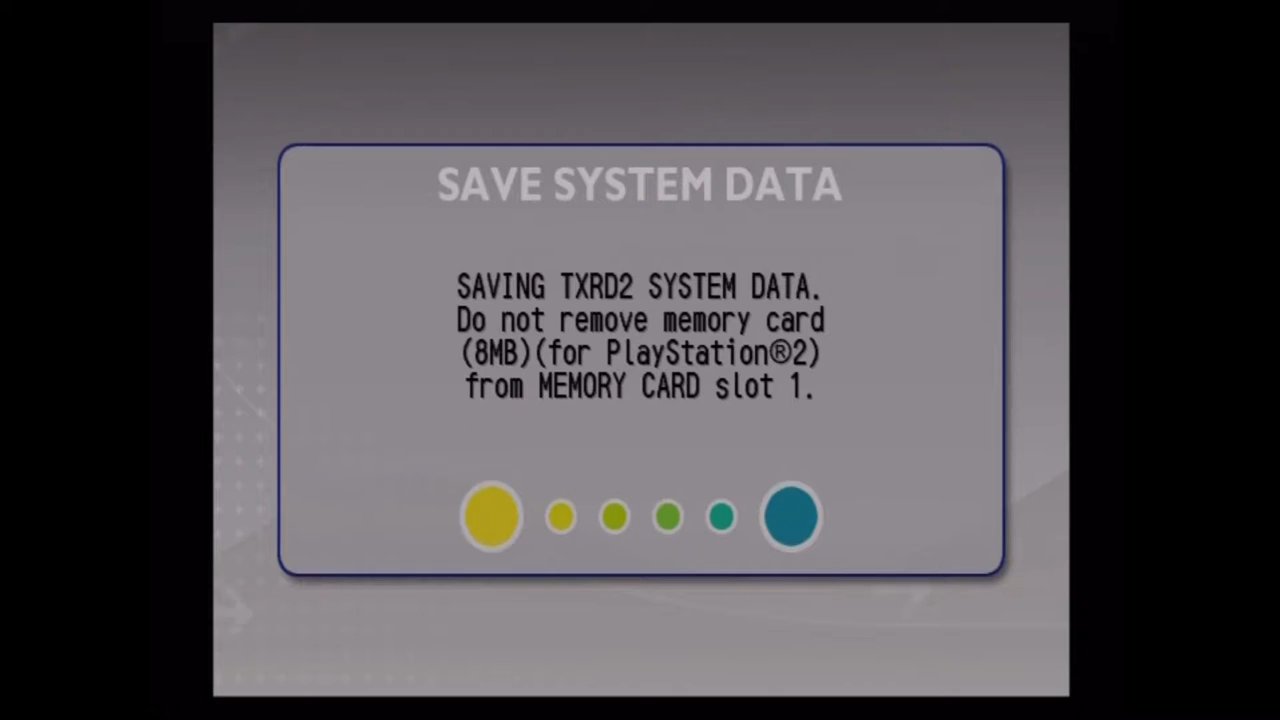 SAVE SYSTEM DATA
SAVING TXRD2 SYSTEM DATA.
Do not remove memory card
(8MB)(for PlayStation®2)
from MEMORY CARD slot 1.